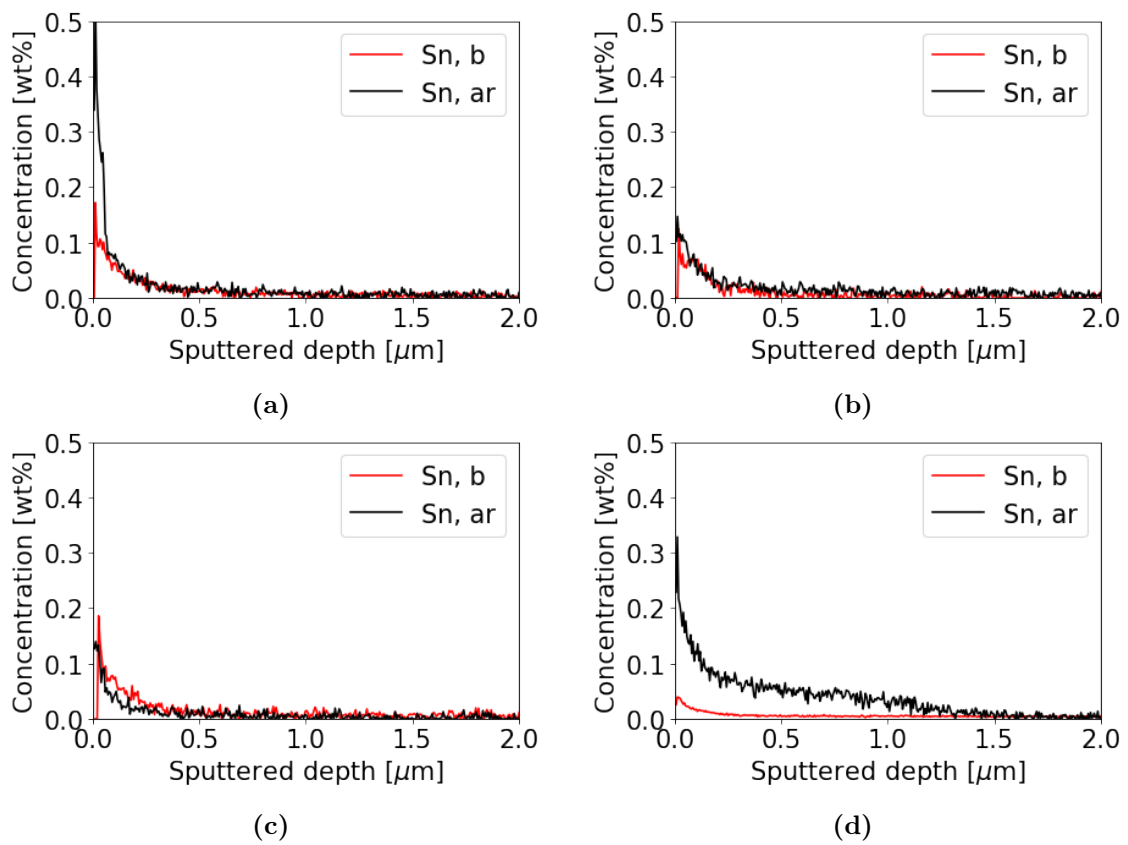 0.5
0.4
0.3
0.2
0.1
0.0
Concentration [wt%]
Sn, b
Sn, ar
0.0 0.5 1.0 1.5 2.0
Sputtered depth [μm]
(a)
0.5
0.4
0.3
0.2
0.1
0.0
Concentration [wt%]
Sn, b
Sn, ar
0.0 0.5 1.0 1.5 2.0
Sputtered depth [μm]
(b)
0.5
0.4
0.3
0.2
0.1
0.0
Concentration [wt%]
Sn, b
Sn, ar
0.0 0.5 1.0 1.5 2.0
Sputtered depth [μm]
(c)
0.5
0.4
0.3
0.2
0.1
0.0
Concentration [wt%]
Sn, b
Sn, ar
0.0 0.5 1.0 1.5 2.0
Sputtered depth [μm]
(d)